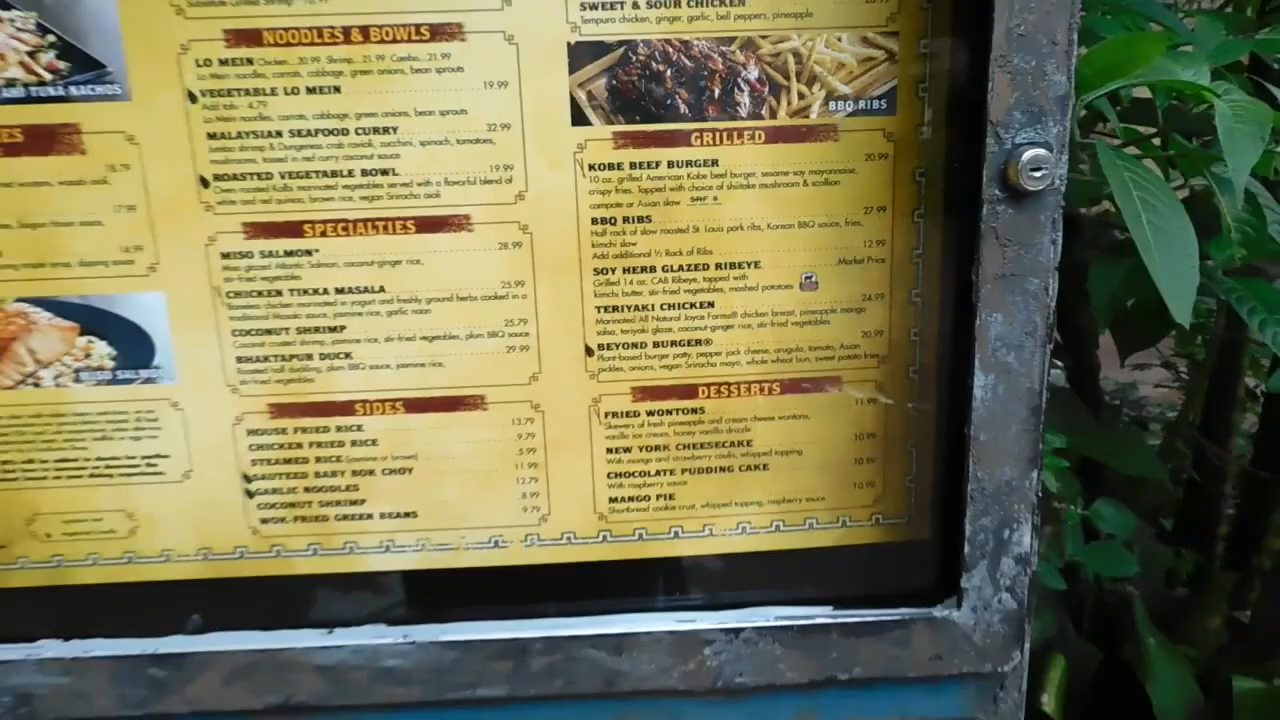 TUNA NACHOS
18.79
17.99
14.99
MISO SALMON
NOODLES & BOWLS
LO MEIN Chicken...20.99 Shrimp...21.99 Combo...21.99
Lo Mein noodles, carrots, cabbage, green onions, bean sprouts
VEGETABLE LO MEIN 19.99
Add tofu - 4.79
Lo Mein noodles, carrots, cabbage, green onions, bean sprouts
MALAYSIAN SEAFOOD CURRY 32.99
Jumbo shrimp & Dungeness crab ravioli, zucchini, spinach, tomatoes,
mushrooms, tossed in red curry coconut sauce
ROASTED VEGETABLE BOWL 19.99
Oven-roasted Kalbi marinated vegetables served with a flavorful blend of
white and red quinoa, brown rice, vegan Sriracha aioli
SPECIALTIES
MISO SALMON* 28.99
Miso glazed Atlantic Salmon, coconut-ginger rice,
stir-fried vegetables
CHICKEN TIKKA MASALA 25.99
Boneless chicken marinated in yogurt and freshly ground herbs cooked in a
traditional Masala sauce, jasmine rice, garlic naan
COCONUT SHRIMP 25.79
Coconut crusted shrimp, jasmine rice, stir-fried vegetables, plum BBQ sauce
BHAKTAPUR DUCK 29.99
Roasted half duckling, plum BBQ sauce, jasmine rice,
stir-fried vegetables
SIDES
HOUSE FRIED RICE 13.79
CHICKEN FRIED RICE 9.79
STEAMED RICE (jasmine or brown) 5.99
SAUTEED BABY BOK CHOY 11.99
GARLIC NOODLES 12.79
COCONUT SHRIMP 8.99
WOK-FRIED GREEN BEANS 9.79
SWEET & SOUR CHICKEN
Tempura chicken, ginger, garlic, bell peppers, pineapple
BBQ RIBS
GRILLED
KOBE BEEF BURGER 20.99
10 oz. grilled American Kobe beef burger, sesame-soy mayonnaise,
crispy fries. Topped with choice of shiitake mushroom & scallion
compote or Asian slaw SRF
BBQ RIBS 27.99
Half rack of slow roasted St. Louis pork ribs, Korean BBQ sauce, fries,
kimchi slaw
Add additional ½ Rack of Ribs 12.99
SOY HERB GLAZED RIBEYE Market Price
Grilled 14 oz. CAB Ribeye, topped with
kimchi butter, stir-fried vegetables, mashed potatoes
TERIYAKI CHICKEN 24.99
Marinated All Natural Joyce Farms® chicken breast, pineapple mango
salsa, teriyaki glaze, coconut-ginger rice, stir-fried vegetables
BEYOND BURGER® 20.99
Plant-based burger patty, pepper jack cheese, arugula, tomato, Asian
pickles, onions, vegan Sriracha mayo, whole wheat bun, sweet potato fries
DESSERTS
FRIED WONTONS 11.99
Skewers of fresh pineapple and cream cheese wontons,
vanilla ice cream, honey vanilla drizzle
NEW YORK CHEESECAKE 10.99
With mango and strawberry coulis, whipped topping
CHOCOLATE PUDDING CAKE 10.99
With raspberry sauce
MANGO PIE 10.99
Shortbread cookie crust, whipped topping, raspberry sauce